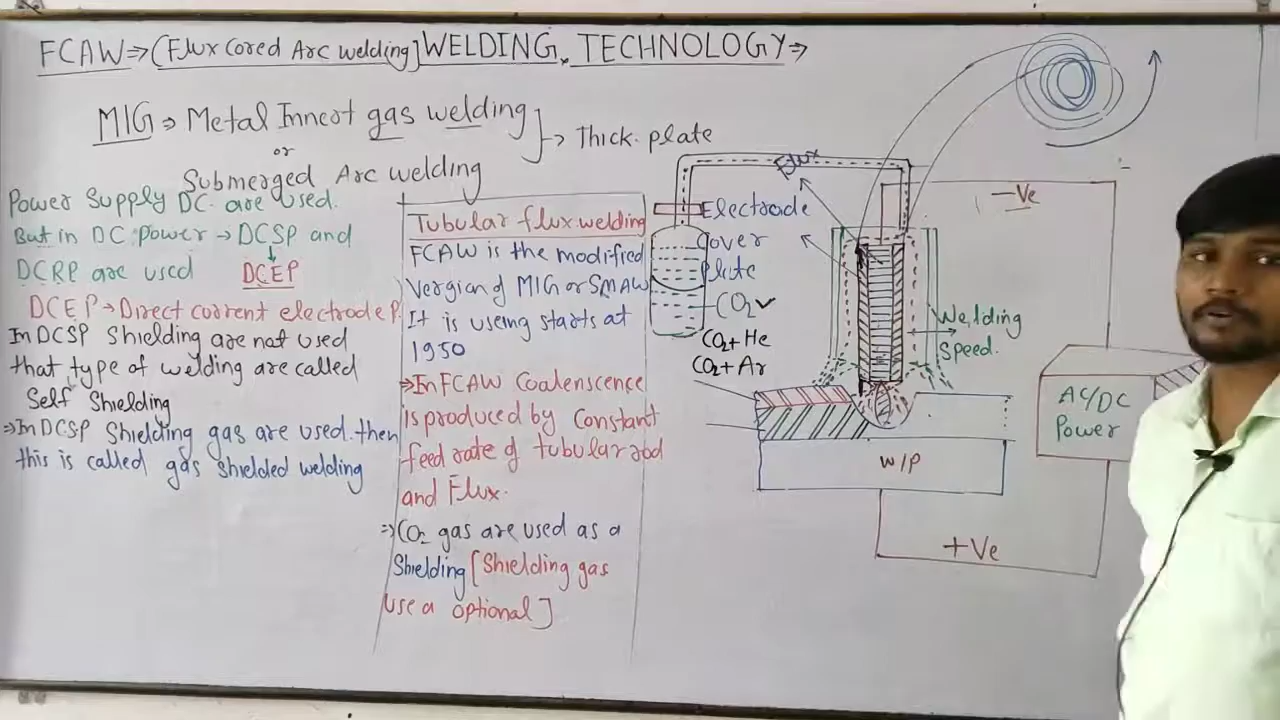 FCAW⇒(Flux Cored Arc welding] WELDING. TECHNOLOGY⇒
MIG ⇒ Metal Innert gas welding
or
Submerged Arc welding
→ Thick plate
Power Supply DC are used.
But in DC power → DCSP and
DCRP are used
DCEP
DCEP→Direct current electrode P.
In DCSP Shielding are not used
that type of welding are called
Self Shielding
⇒In DCSP Shielding gas are used then
this is called gas shielded welding
Tubular flux welding
FCAW is the modified
Vergian of MIG or SMAW
It is useing starts at
1950
⇒In FCAW Coalenscence
is produced by Constant
feed rate of tubular rod
and Flux.
⇒CO2 gas are used as a
Shielding [Shielding gas
use a optional]
Flux
Electrode
Cover
plate
CO2✓
CO2+He
CO2+Ar
-Ve
Welding
Speed.
AC/DC
Power
W/P
+Ve